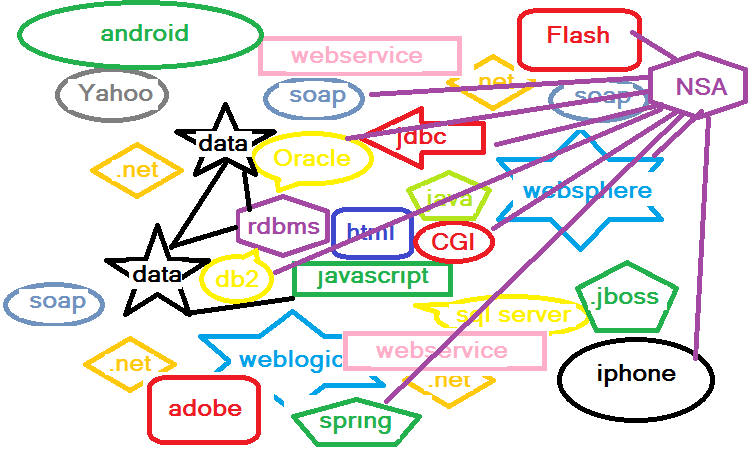 android
Flash
webservice
NSA
.net
Yahoo
soap
soap
data
jdbc
Oracle
.net
java
websphere
rdbms
html
CGI
data
db2
javascript
soap
.jboss
sql server
webservice
weblogic
.net
iphone
.net
adobe
spring